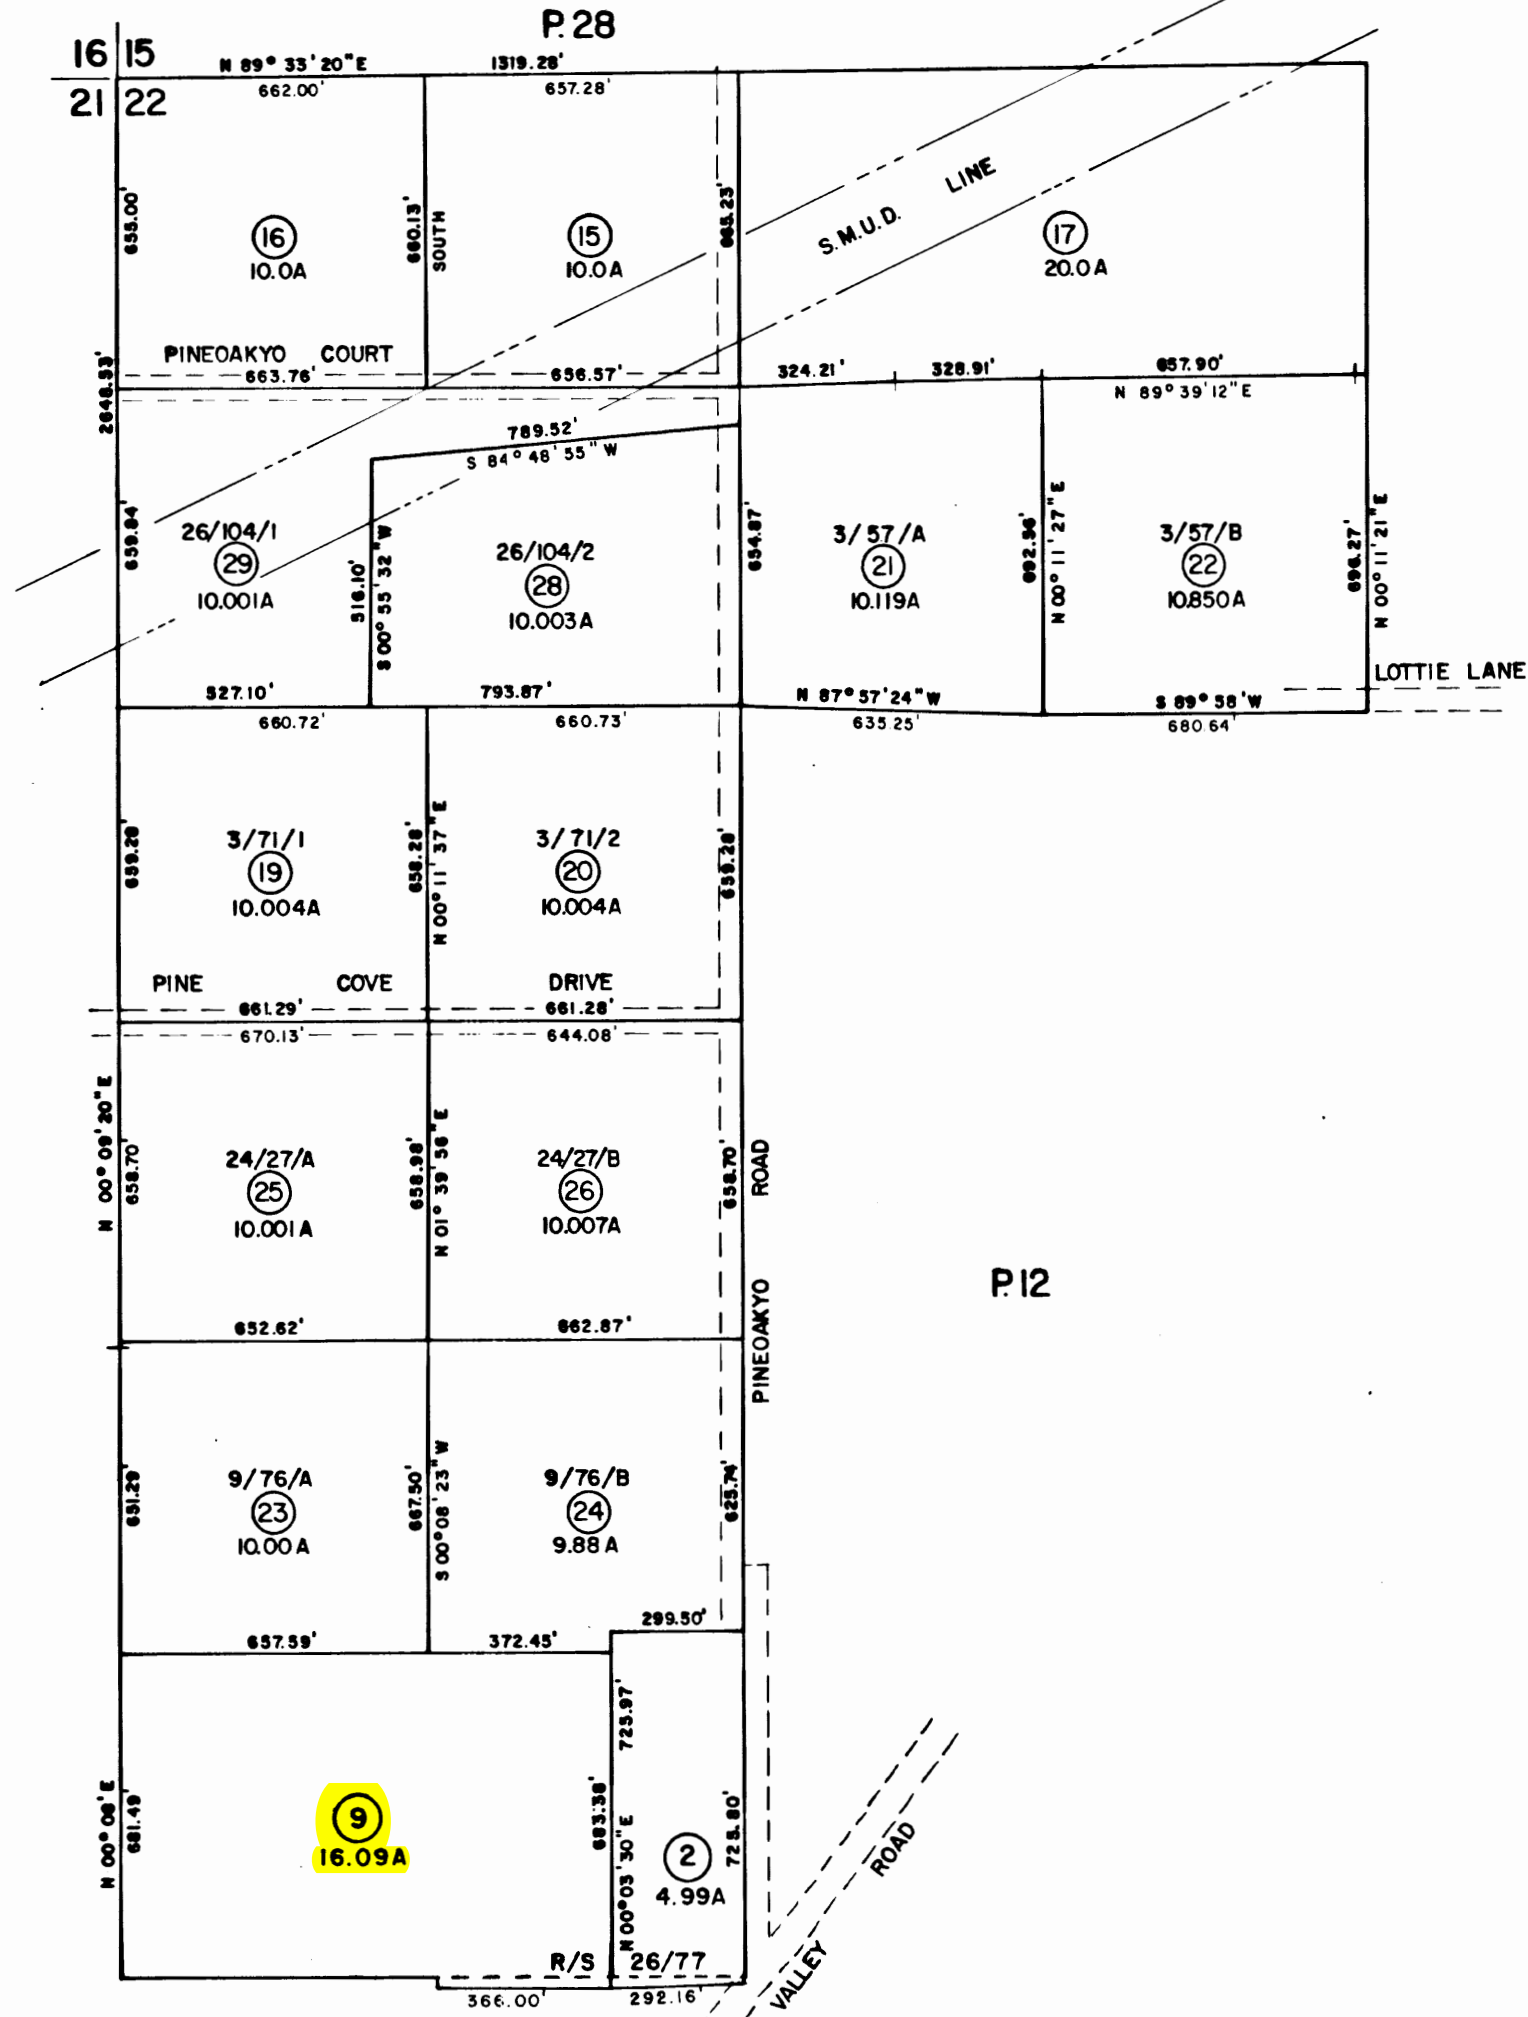 P. 28
16 15
N 89° 33' 20" E 1319.28'
21 22
662.00' 657.28'
655.00'
660.13'
SOUTH
665.23'
S.M.U.D. LINE
16
10.0A
15
10.0A
17
20.0A
PINEOAKYO COURT
663.76' 656.57'
324.21' 328.91' 657.90'
N 89° 39' 12" E
2648.53'
789.52'
S 84° 48' 55" W
659.84'
26/104/1
29
10.001A
516.10'
S 00° 55' 32" W
26/104/2
28
10.003A
654.87'
3/57/A
21
10.119A
692.56'
N 00° 11' 27" E
3/57/B
22
10.850A
696.27'
N 00° 11' 21" E
LOTTIE LANE
527.10' 793.87'
N 87° 57' 24" W
S 89° 58' W
660.72' 660.73'
635.25' 680.64'
659.28'
3/71/1
19
10.004A
658.28'
N 00° 11' 37" E
3/71/2
20
10.004A
659.28'
PINE COVE DRIVE
661.29' 661.28'
670.13' 644.08'
N 00° 09' 20" E
658.70'
24/27/A
25
10.001A
658.98'
N 01° 39' 56" E
24/27/B
26
10.007A
658.70'
PINEOAKYO ROAD
P. 12
652.62' 662.87'
651.29'
9/76/A
23
10.00A
667.50'
S 00° 08' 23" W
9/76/B
24
9.88A
625.74'
299.50'
657.59' 372.45'
725.97'
N 00° 08' E
681.49'
9
16.09A
683.38'
N 00° 03' 30" E
2
4.99A
725.80'
VALLEY ROAD
R/S 26/77
366.00' 292.16'